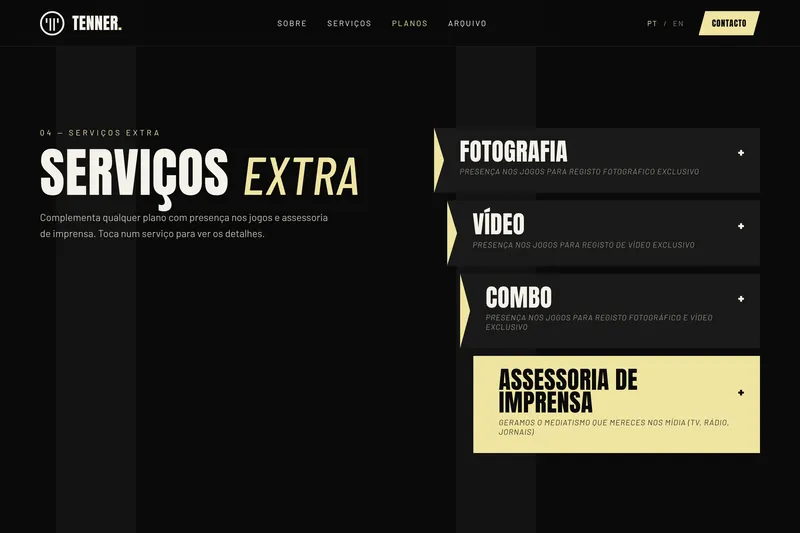 TENNER.
SOBRE
SERVIÇOS
PLANOS
ARQUIVO
PT / EN
CONTACTO
04 — SERVIÇOS EXTRA
SERVIÇOS EXTRA
Complementa qualquer plano com presença nos jogos e assessoria
de imprensa. Toca num serviço para ver os detalhes.
FOTOGRAFIA
+
PRESENÇA NOS JOGOS PARA REGISTO FOTOGRÁFICO EXCLUSIVO
VÍDEO
+
PRESENÇA NOS JOGOS PARA REGISTO DE VÍDEO EXCLUSIVO
COMBO
+
PRESENÇA NOS JOGOS PARA REGISTO FOTOGRÁFICO E VÍDEO
EXCLUSIVO
ASSESSORIA DE
IMPRENSA
+
GERAMOS O MEDIATISMO QUE MERECES NOS MÍDIA (TV, RÁDIO,
JORNAIS)